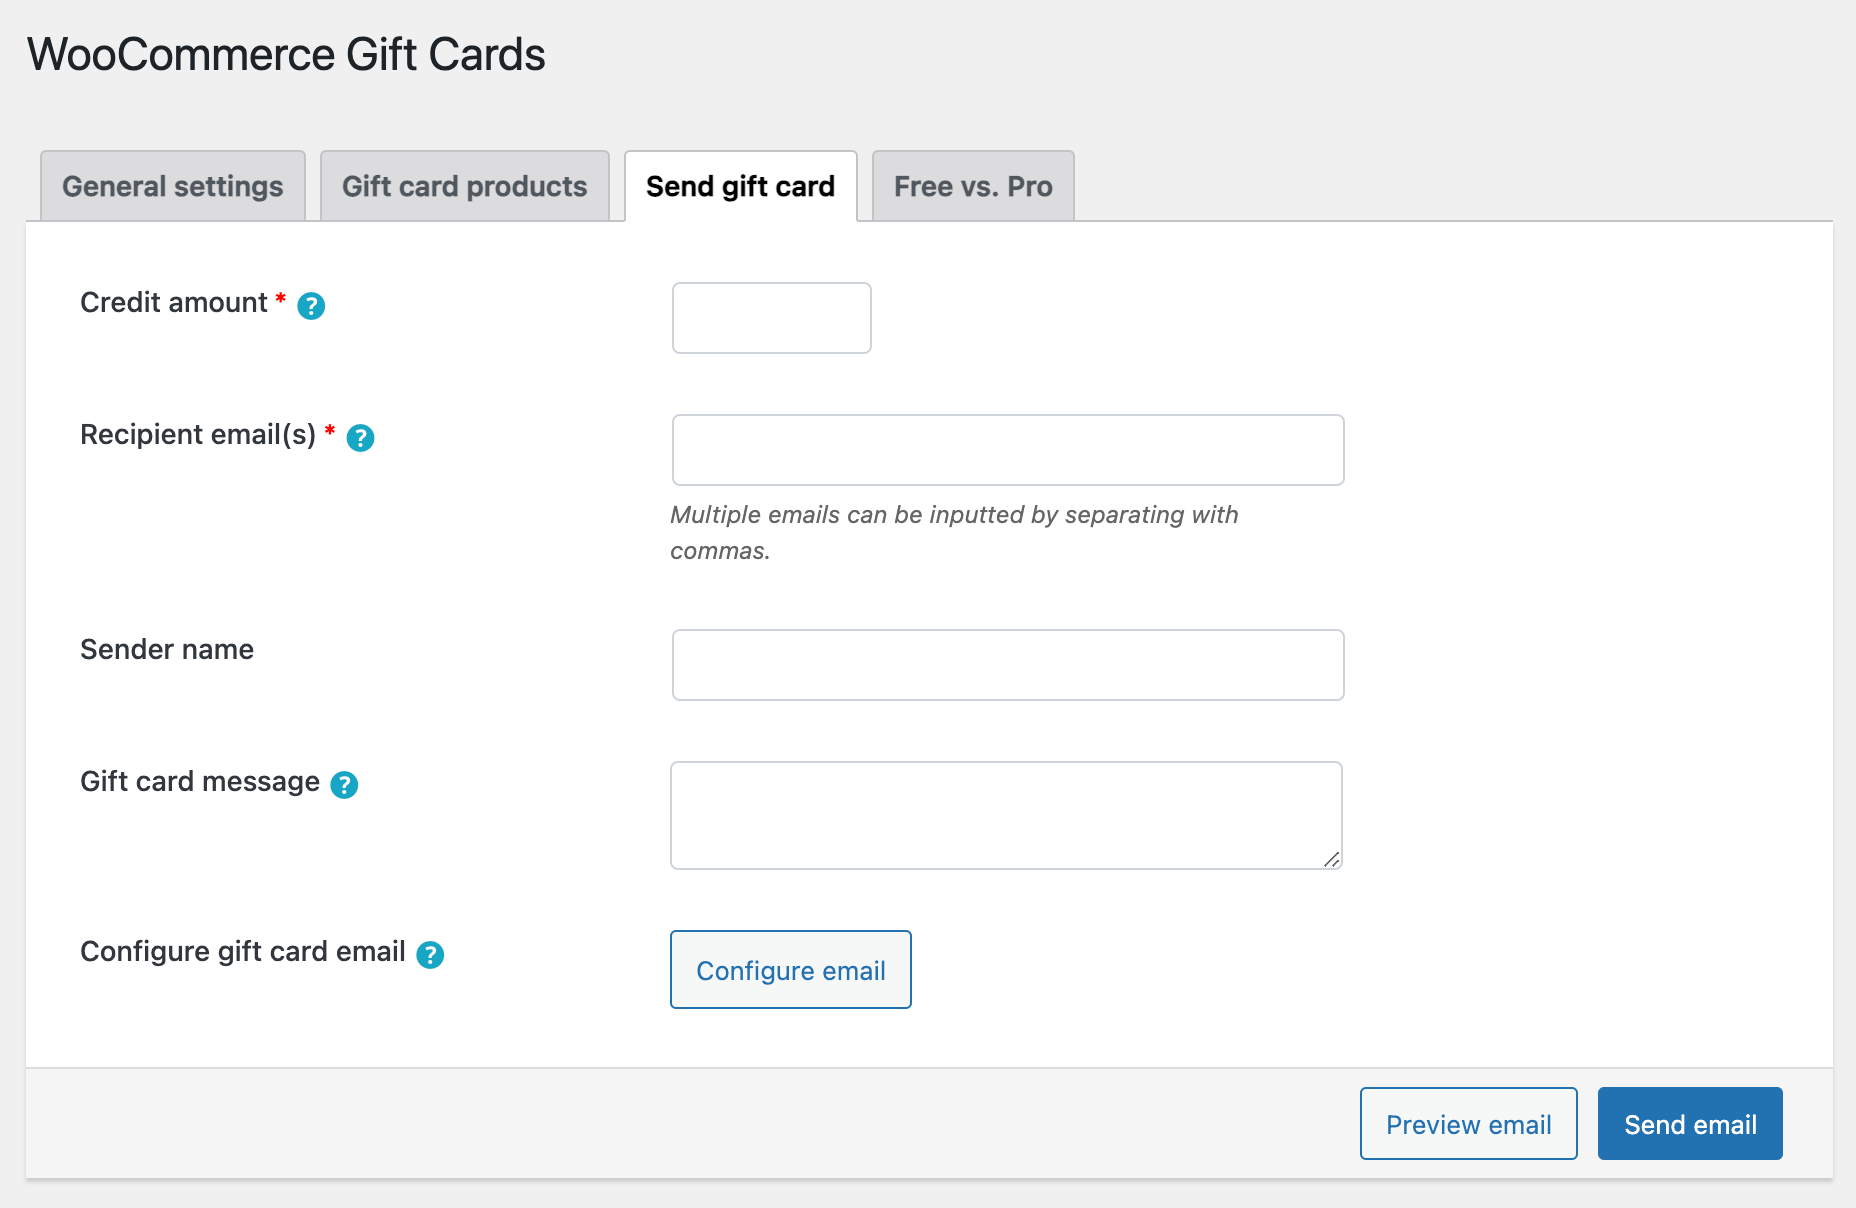 WooCommerce Gift Cards
General settings
Gift card products
Send gift card
Free vs. Pro
Credit amount * ?
Recipient email(s) * ?
Multiple emails can be inputted by separating with
commas.
Sender name
Gift card message ?
Configure gift card email ?
Configure email
Preview email
Send email